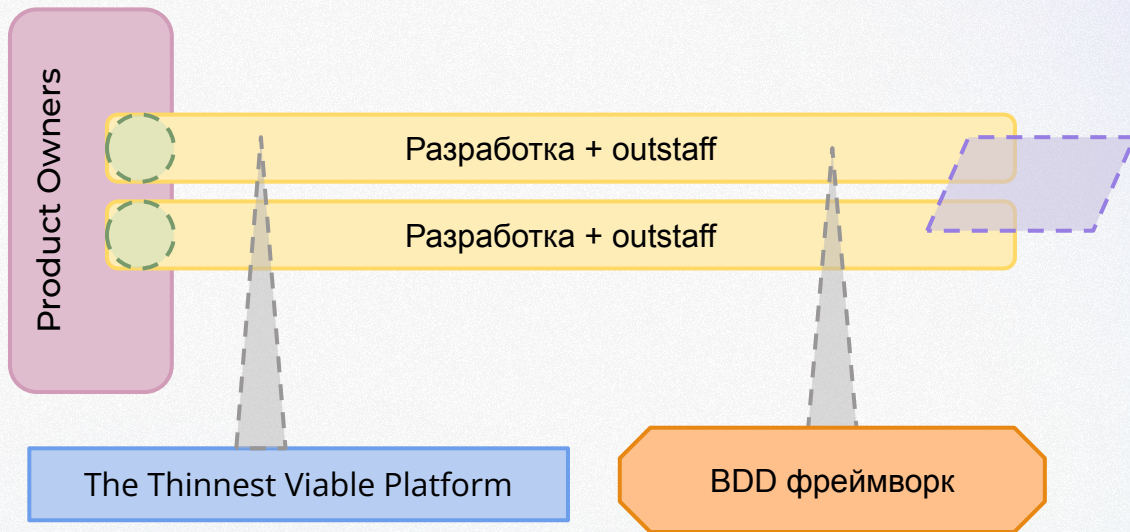 Product Owners
Разработка + outstaff
Разработка + outstaff
The Thinnest Viable Platform
BDD фреймворк